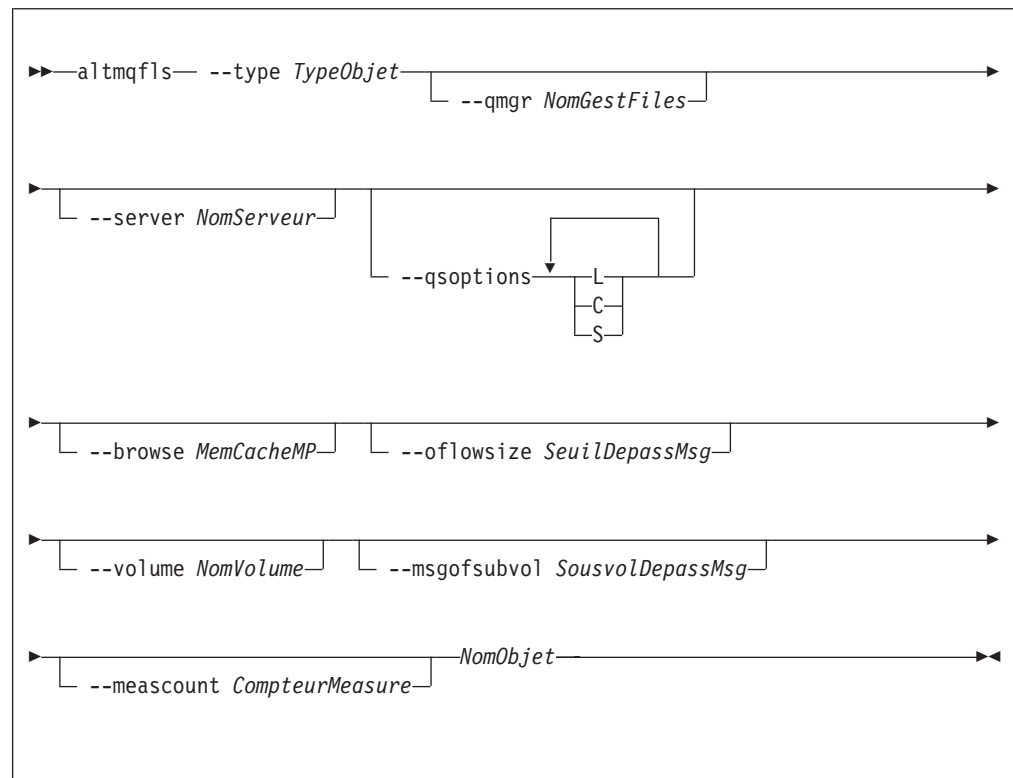 altmqfls --type TypeObjet
--qmgr NomGestFiles
--server NomServeur
--qsoptions L
C
S
--browse MemCacheMP --oflowsize SeuilDepassMsg
--volume NomVolume --msgofsubvol SousvolDepassMsg
NomObjet
--meascount CompteurMeasure